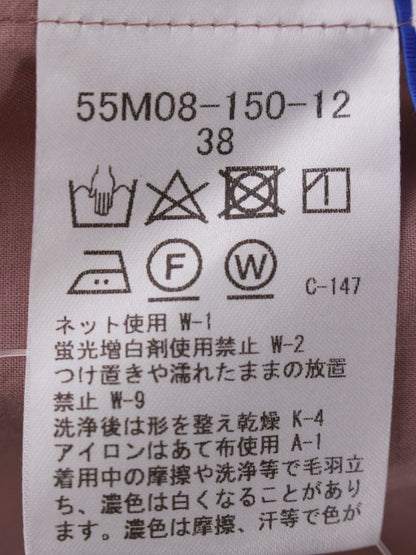 55M08-150-12
38
F W C-147
ネット使用 W-1
蛍光増白剤使用禁止 W-2
つけ置きや濡れたままの放置
禁止 W-9
洗浄後は形を整え乾燥 K-4
アイロンはあて布使用 A-1
着用中の摩擦や洗浄等で毛羽立
ち、濃色は白くなることがあり
ます。濃色は摩擦、汗等で色が